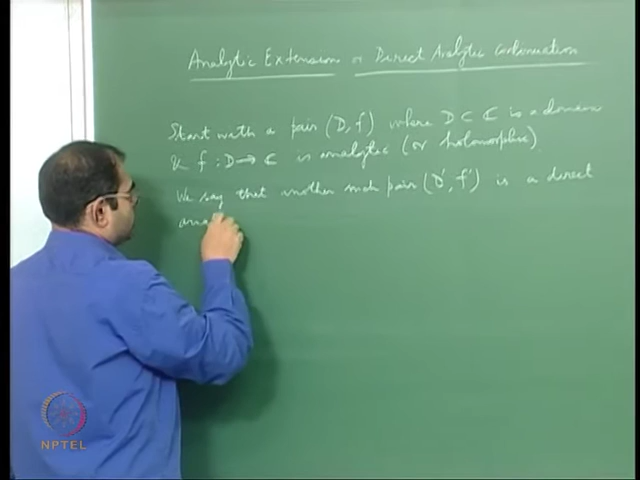 Analytic Extension or Direct Analytic Continuation
Start with a pair (D, f) where D ⊂ ℂ is a domain
& f : D → ℂ is analytic (or holomorphic).
We say that another such pair (D', f') is a direct
ana
NPTEL